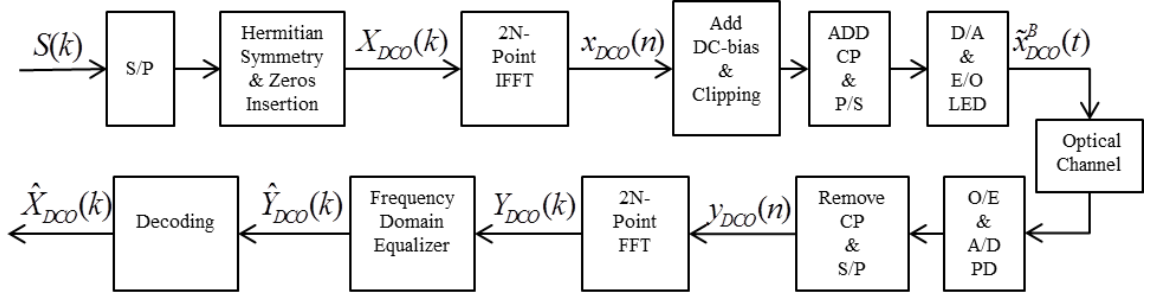 S(k)
S/P
Hermitian
Symmetry
& Zeros
Insertion
X_DCO(k)
2N-
Point
IFFT
x_DCO(n)
Add
DC-bias
&
Clipping
ADD
CP
&
P/S
D/A
&
E/O
LED
x̃^B_DCO(t)
Optical
Channel
O/E
&
A/D
PD
Remove
CP
&
S/P
y_DCO(n)
2N-
Point
FFT
Y_DCO(k)
Frequency
Domain
Equalizer
Ŷ_DCO(k)
Decoding
X̂_DCO(k)